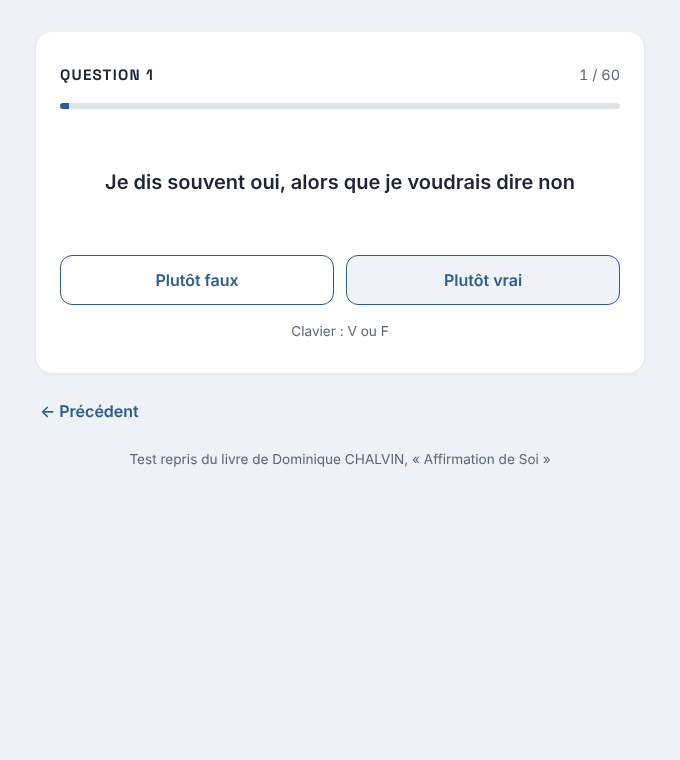 QUESTION 1
1 / 60
Je dis souvent oui, alors que je voudrais dire non
Plutôt faux
Plutôt vrai
Clavier : V ou F
← Précédent
Test repris du livre de Dominique CHALVIN, « Affirmation de Soi »